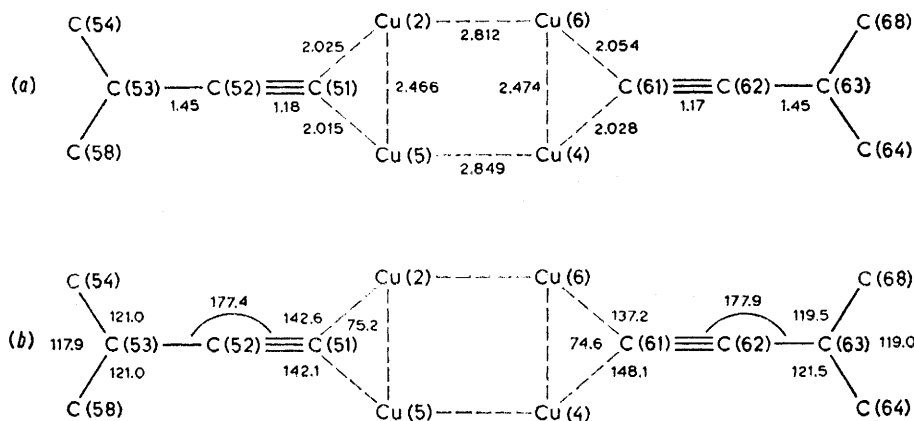 C(54) Cu(2) 2.812 Cu(6) C(68)
2.025 2.054
(a) C(53) 1.45 C(52) 1.18 C(51) 2.466 2.474 C(61) 1.17 C(62) 1.45 C(63)
2.015 2.028
C(58) Cu(5) 2.849 Cu(4) C(64)
C(54) Cu(2) Cu(6) C(68)
121.0 177.4 142.6 75.2 137.2 177.9 119.5
(b) 117.9 C(53) C(52) C(51) 74.6 C(61) C(62) C(63) 119.0
121.0 142.1 148.1 121.5
C(58) Cu(5) Cu(4) C(64)